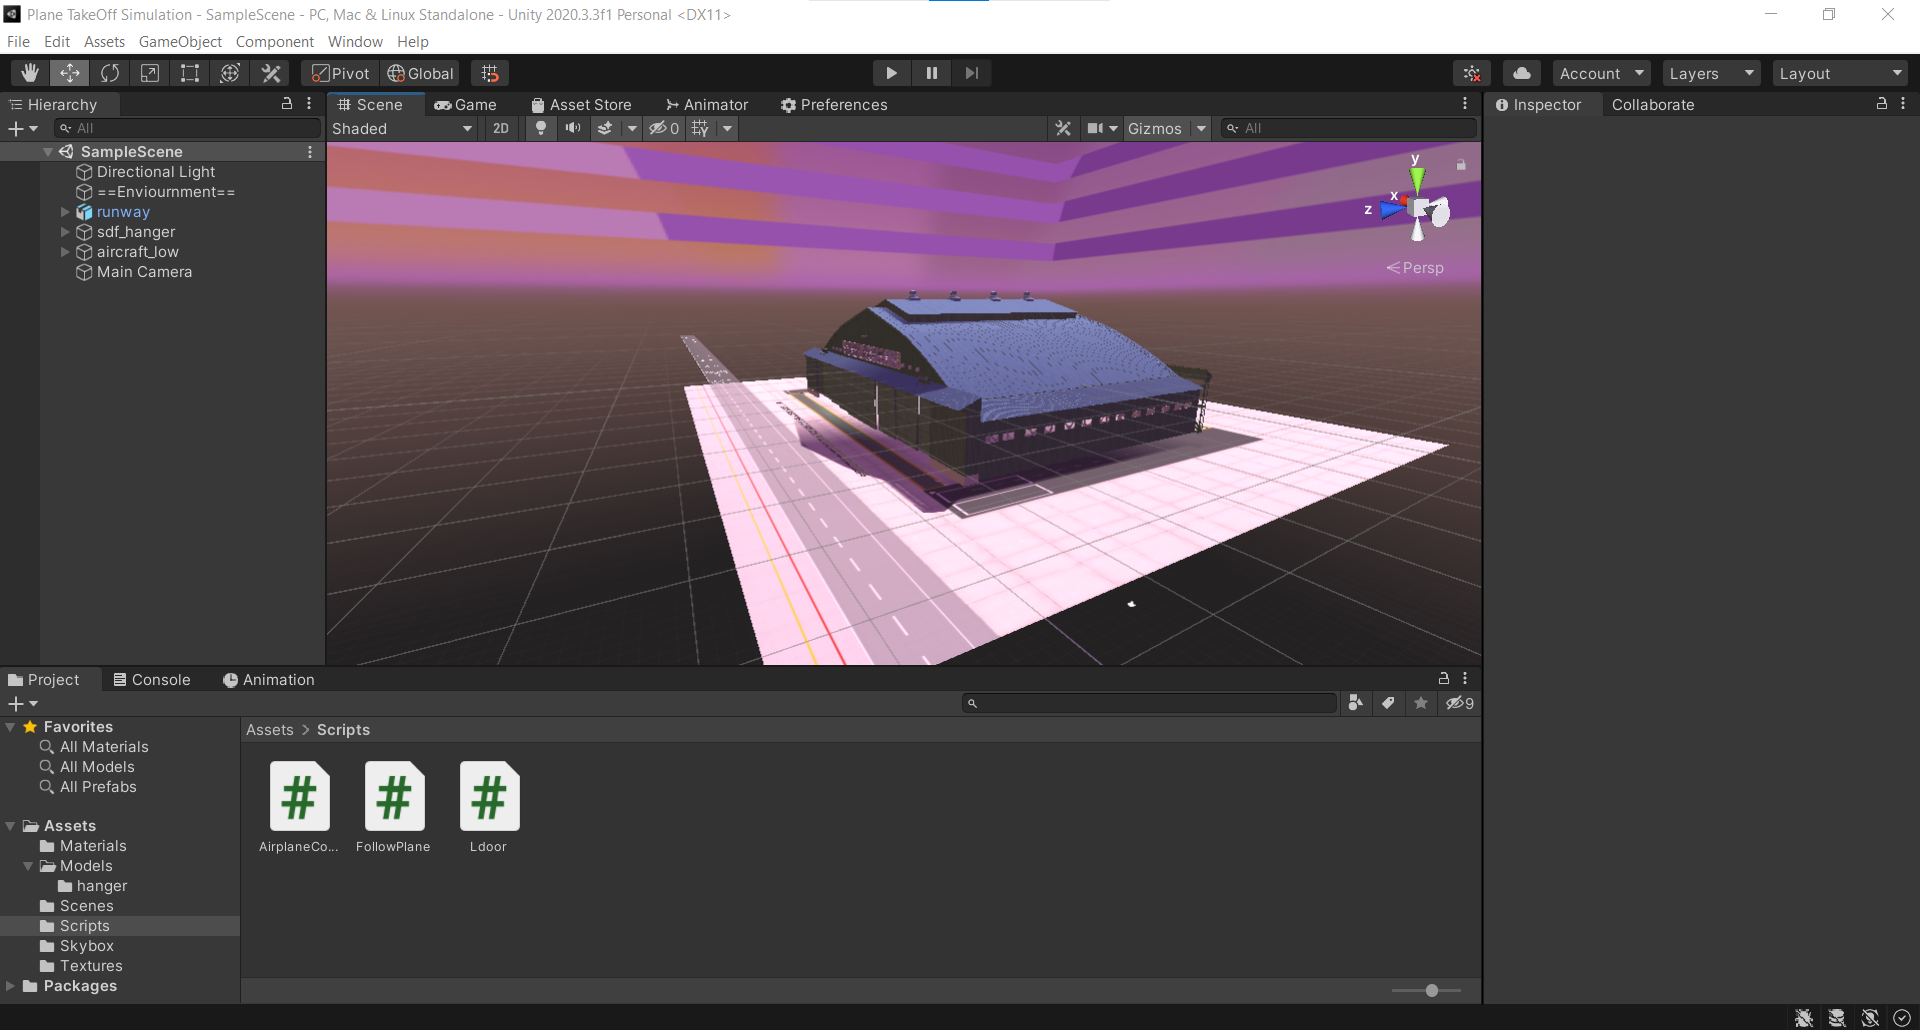 Plane TakeOff Simulation - SampleScene - PC, Mac & Linux Standalone - Unity 2020.3.3f1 Personal <DX11>
File Edit Assets GameObject Component Window Help
Pivot Global Account Layers Layout
Hierarchy
All
SampleScene
Directional Light
==Enviournment==
runway
sdf_hanger
aircraft_low
Main Camera
Scene Game Asset Store Animator Preferences
Shaded 2D 0 Gizmos All
y
x
z
Persp
Inspector Collaborate
Project Console Animation
9
Favorites
All Materials
All Models
All Prefabs
Assets
Materials
Models
hanger
Scenes
Scripts
Skybox
Textures
Packages
Assets > Scripts
AirplaneCo... FollowPlane Ldoor